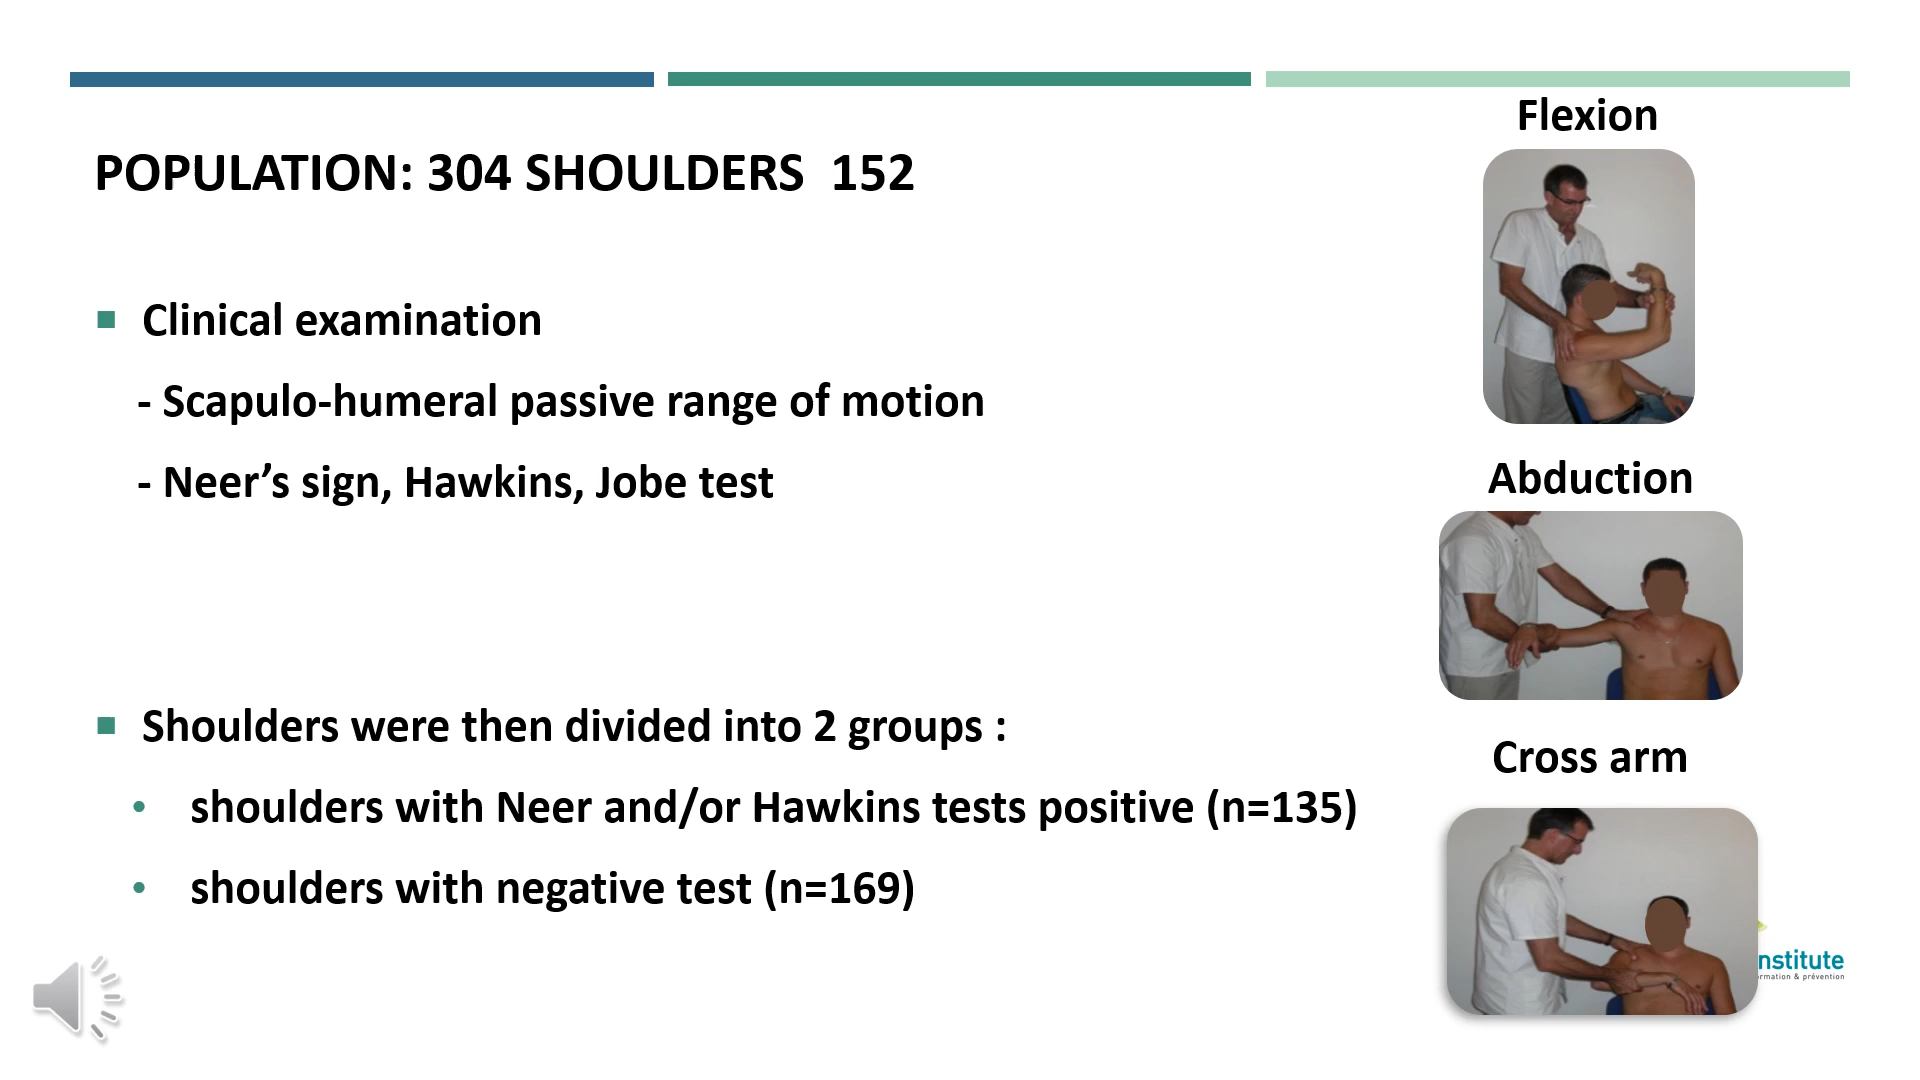 Flexion
POPULATION: 304 SHOULDERS 152
Clinical examination
- Scapulo-humeral passive range of motion
- Neer’s sign, Hawkins, Jobe test
Abduction
Shoulders were then divided into 2 groups :
Cross arm
• shoulders with Neer and/or Hawkins tests positive (n=135)
• shoulders with negative test (n=169)
nstitute
ormation & prévention